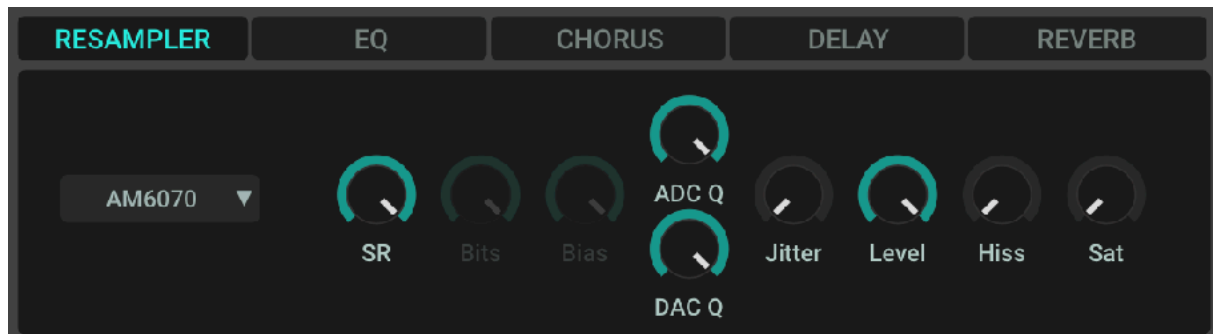 RESAMPLER EQ CHORUS DELAY REVERB
AM6070 ▼
ADC Q
SR Bits Bias Jitter Level Hiss Sat
DAC Q